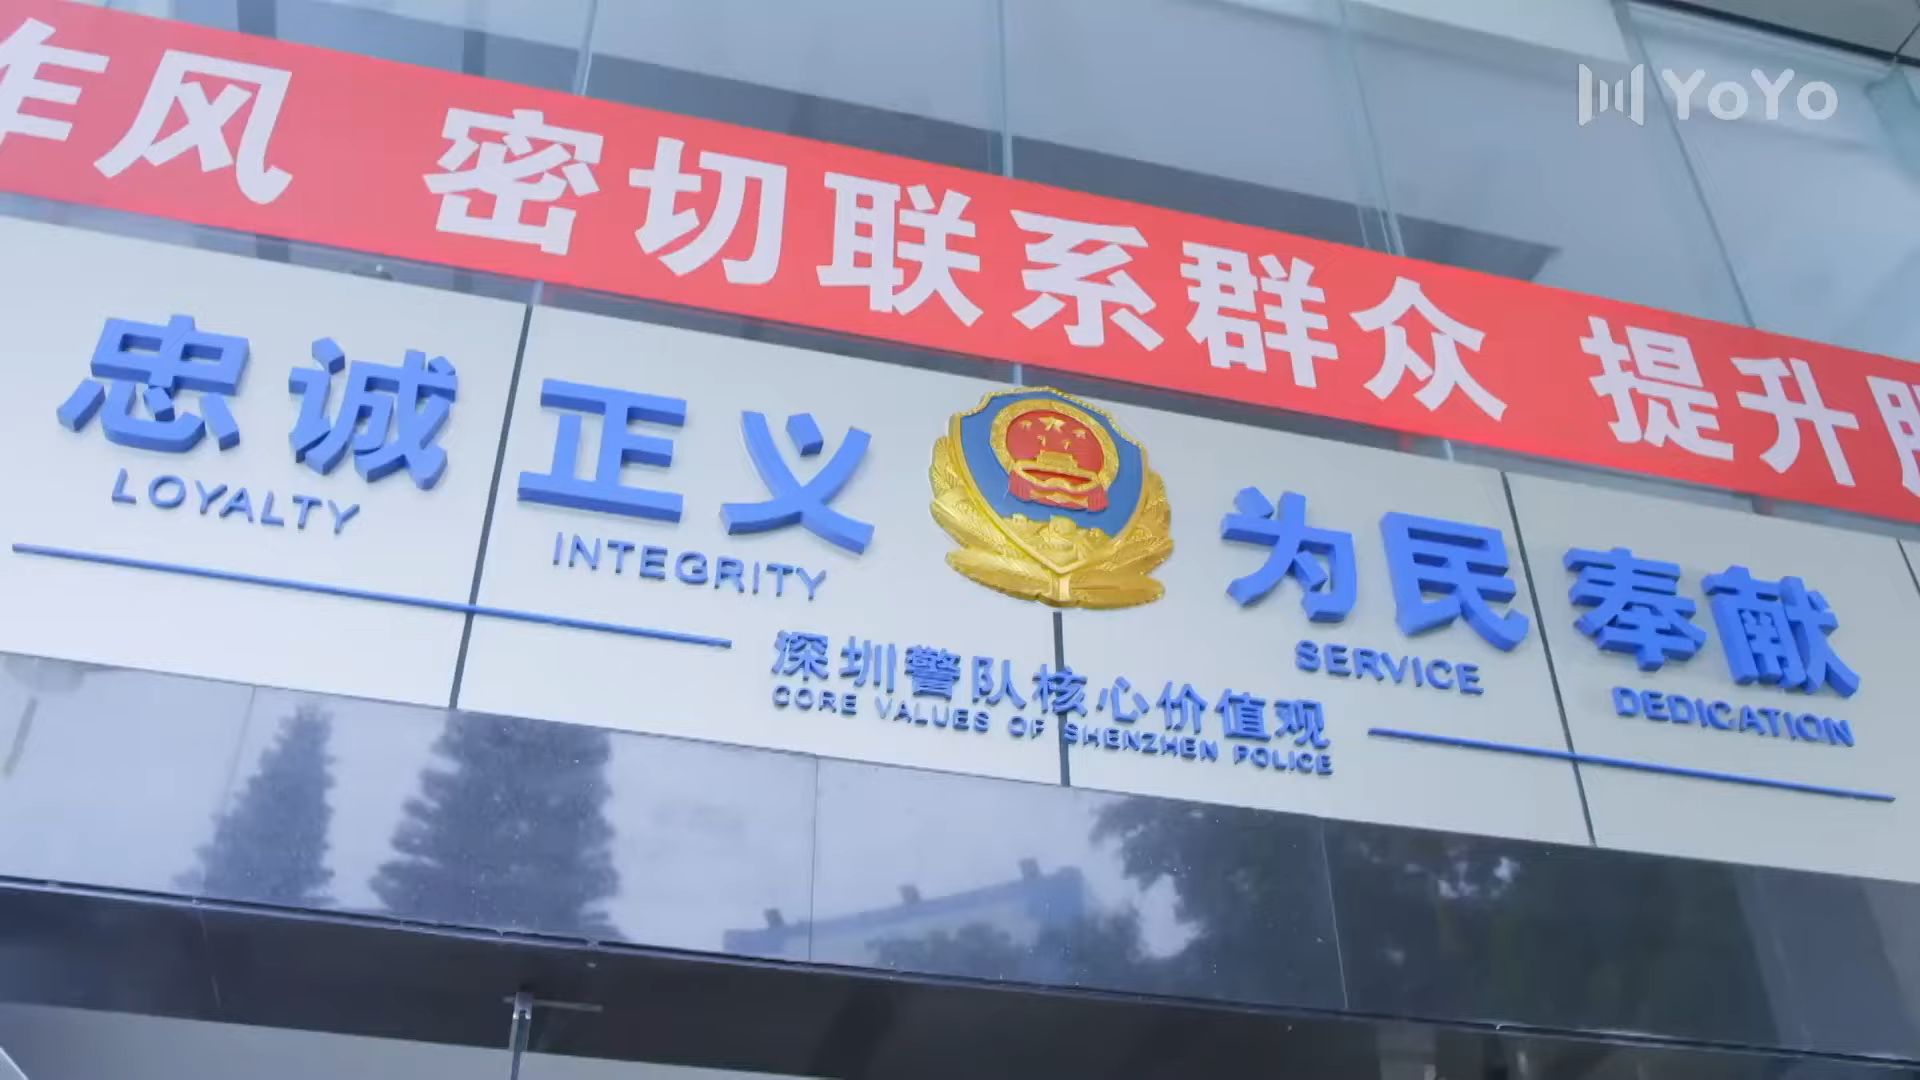 作风 密切联系群众 提升服
YoYo
忠诚 正义 为民 奉献
LOYALTY INTEGRITY SERVICE DEDICATION
深圳警队核心价值观
CORE VALUES OF SHENZHEN POLICE